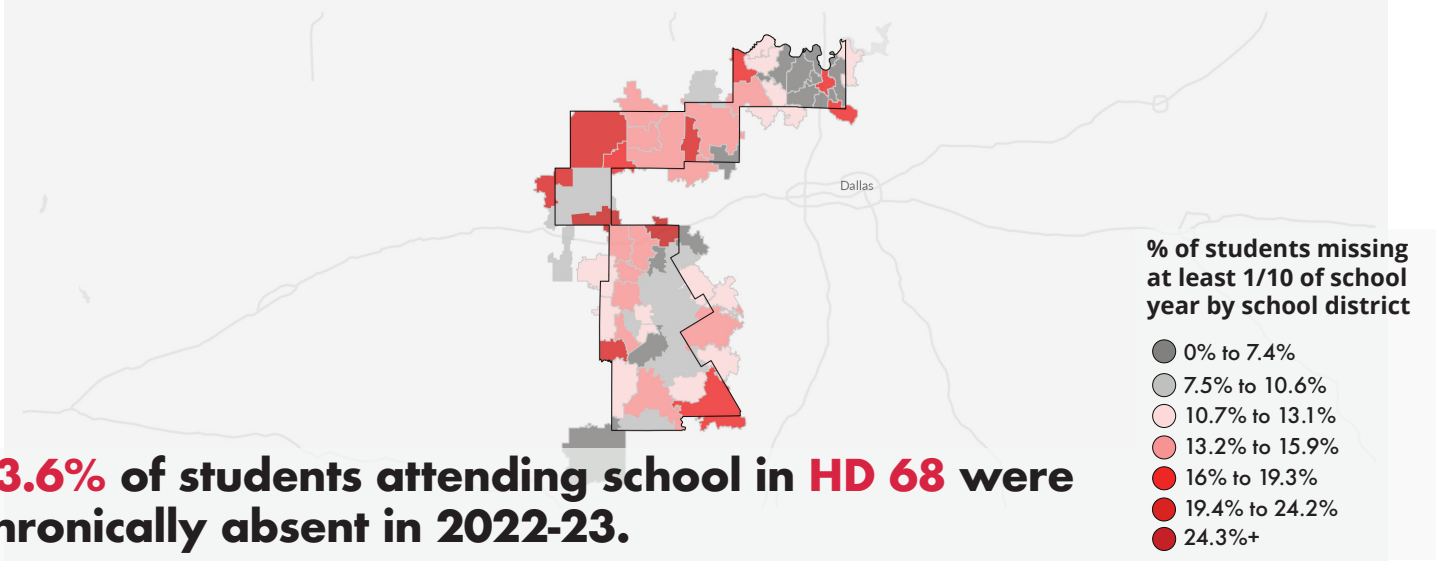 Dallas
% of students missing
at least 1/10 of school
year by school district
0% to 7.4%
7.5% to 10.6%
10.7% to 13.1%
13.2% to 15.9%
16% to 19.3%
19.4% to 24.2%
24.3%+
3.6% of students attending school in HD 68 were
hronically absent in 2022-23.